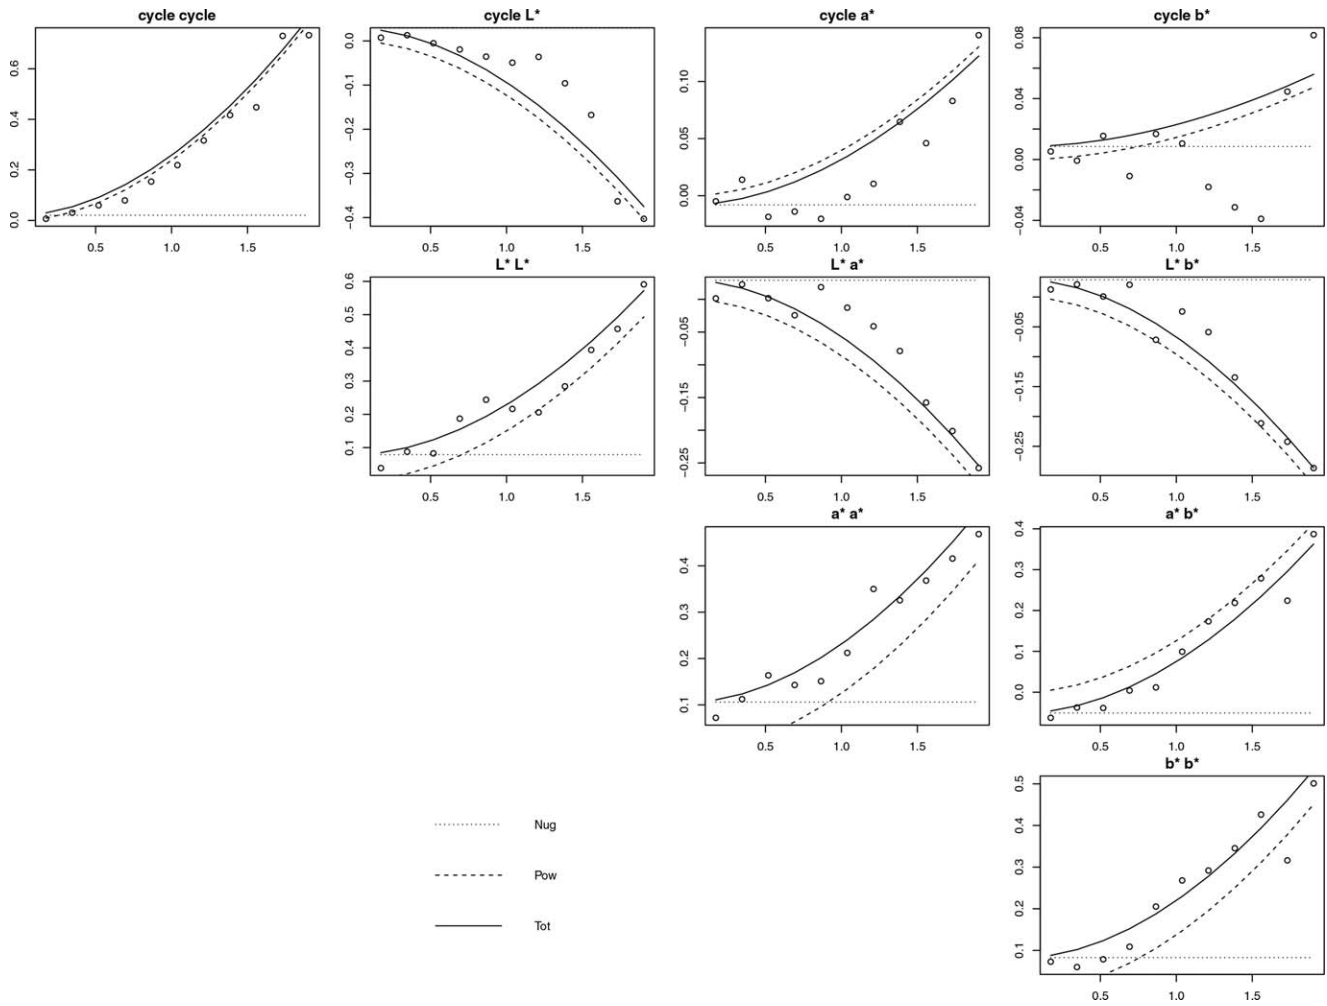 cycle cycle
cycle L*
cycle a*
cycle b*
0.0 0.2 0.4 0.6
0.5 1.0 1.5
−0.4 −0.3 −0.2 −0.1 0.0
0.5 1.0 1.5
0.00 0.05 0.10
0.5 1.0 1.5
−0.04 0.00 0.04 0.08
0.5 1.0 1.5
L* L*
L* a*
L* b*
0.1 0.2 0.3 0.4 0.5 0.6
0.5 1.0 1.5
−0.25 −0.15 −0.05
0.5 1.0 1.5
−0.25 −0.15 −0.05
0.5 1.0 1.5
a* a*
a* b*
0.1 0.2 0.3 0.4
0.5 1.0 1.5
0.0 0.1 0.2 0.3 0.4
0.5 1.0 1.5
b* b*
0.1 0.2 0.3 0.4 0.5
0.5 1.0 1.5
Nug
Pow
Tot